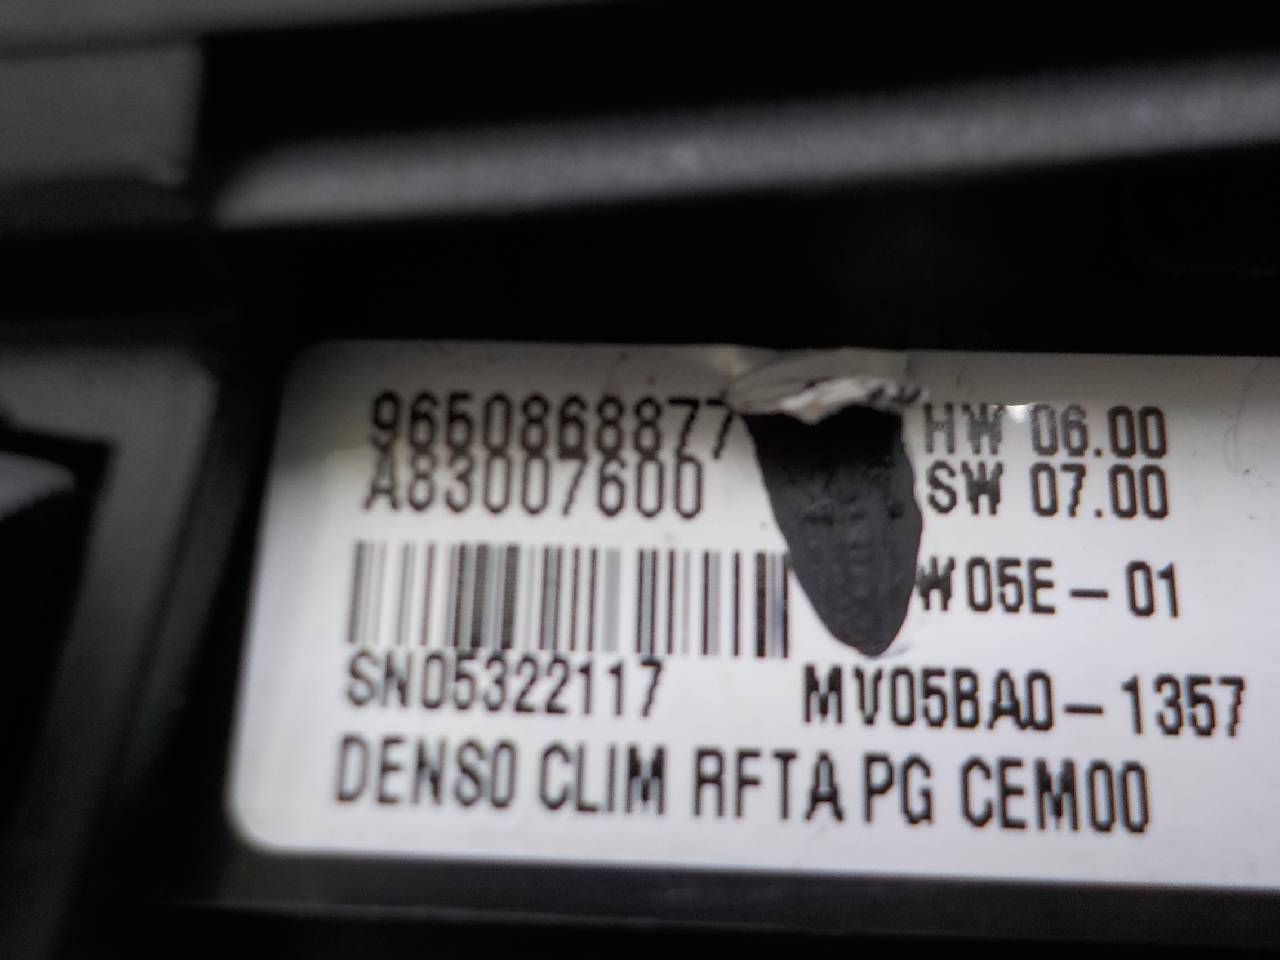 9650868877 HW 06.00
A83007600 SW 07.00
W05E-01
SN05322117 MV05BA0-1357
DENSO CLIM RFTA PG CEM00